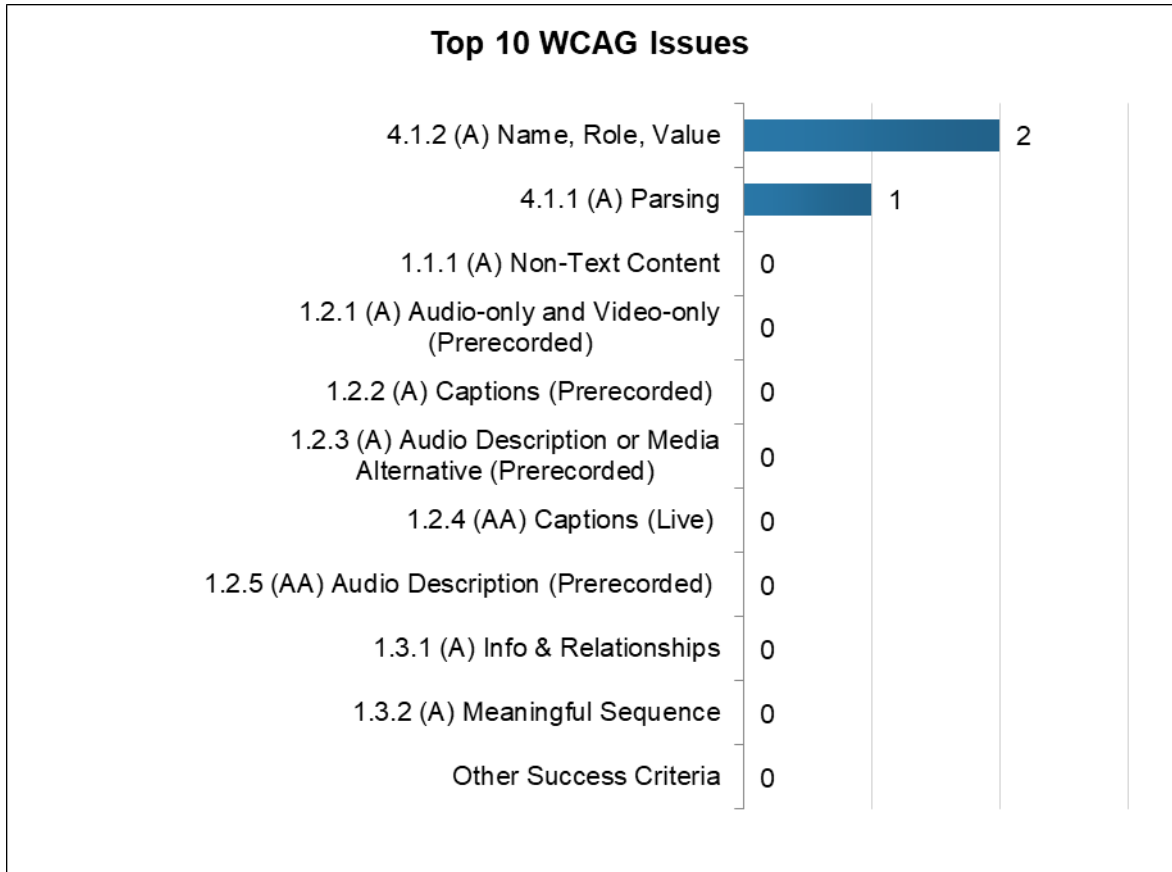 Top 10 WCAG Issues
4.1.2 (A) Name, Role, Value
2
4.1.1 (A) Parsing
1
1.1.1 (A) Non-Text Content
0
1.2.1 (A) Audio-only and Video-only
(Prerecorded)
0
1.2.2 (A) Captions (Prerecorded)
0
1.2.3 (A) Audio Description or Media
Alternative (Prerecorded)
0
1.2.4 (AA) Captions (Live)
0
1.2.5 (AA) Audio Description (Prerecorded)
0
1.3.1 (A) Info & Relationships
0
1.3.2 (A) Meaningful Sequence
0
Other Success Criteria
0